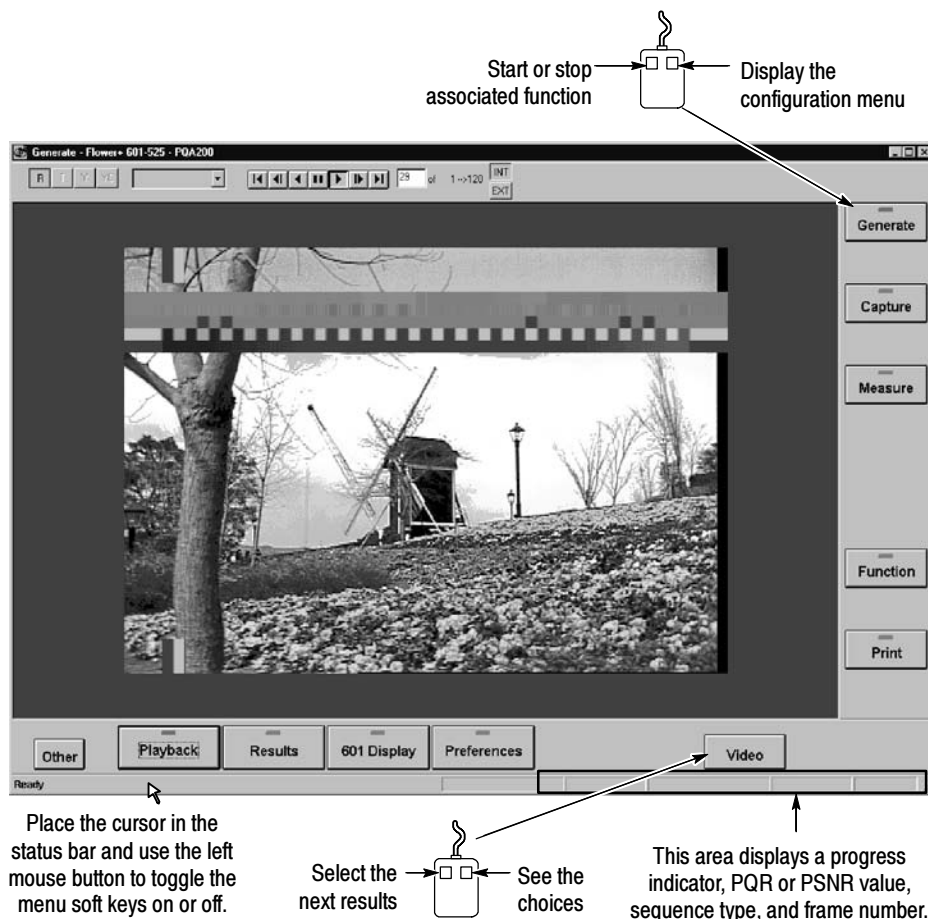 Start or stop
associated function
Display the
configuration menu
Generate - Flower+ 601-525 - PQA200
R
29 of 1-->120 INT
EXT
Generate
Capture
Measure
Function
Print
Other Playback Results 601 Display Preferences Video
Ready
Place the cursor in the
status bar and use the left
mouse button to toggle the
menu soft keys on or off.
Select the
next results
See the
choices
This area displays a progress
indicator, PQR or PSNR value,
sequence type, and frame number.